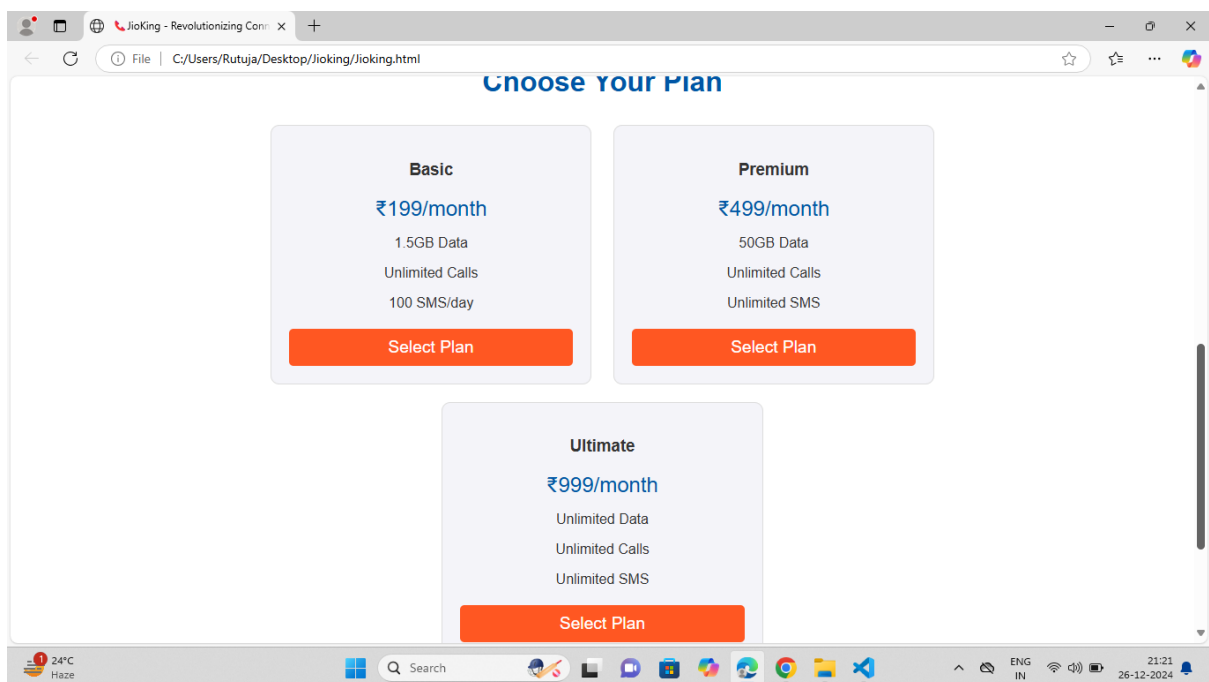 JioKing - Revolutionizing Conn
File
C:/Users/Rutuja/Desktop/Jioking/Jioking.html
Choose Your Plan
Basic
₹199/month
1.5GB Data
Unlimited Calls
100 SMS/day
Select Plan
Premium
₹499/month
50GB Data
Unlimited Calls
Unlimited SMS
Select Plan
Ultimate
₹999/month
Unlimited Data
Unlimited Calls
Unlimited SMS
Select Plan
1
24°C
Haze
Search
ENG
IN
21:21
26-12-2024